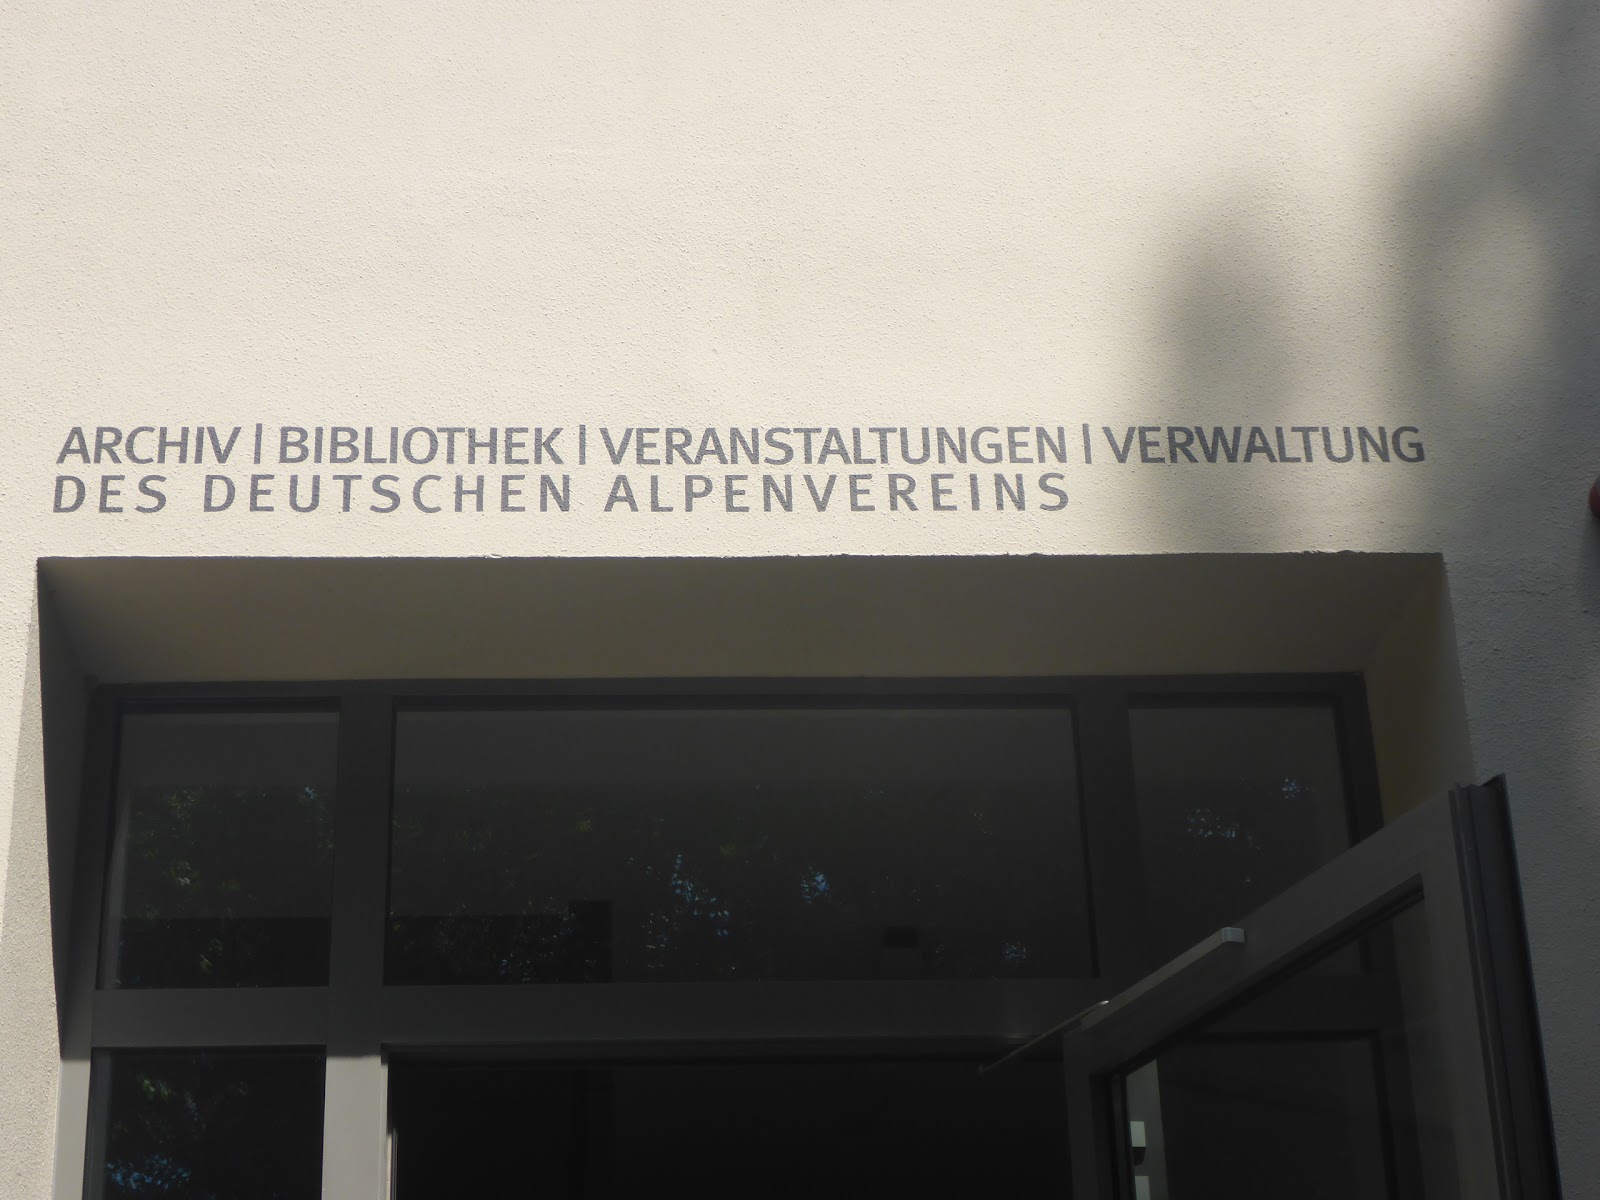 ARCHIV | BIBLIOTHEK | VERANSTALTUNGEN | VERWALTUNG
DES DEUTSCHEN ALPENVEREINS